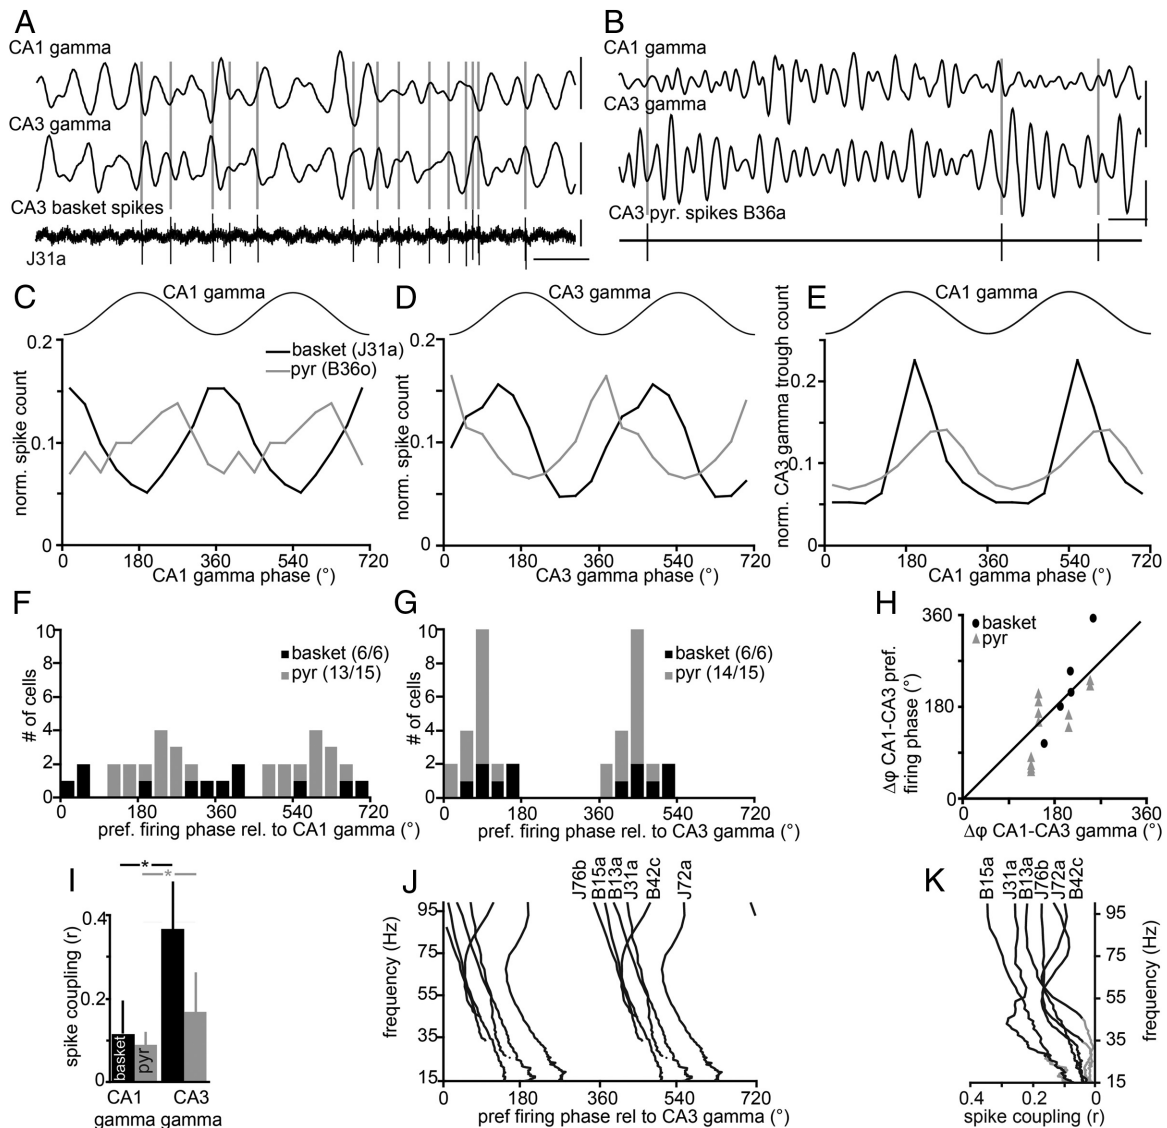 A
CA1 gamma
CA3 gamma
CA3 basket spikes
J31a
B
CA1 gamma
CA3 gamma
CA3 pyr. spikes B36a
C
CA1 gamma
0.2
0.1
0
norm. spike count
basket (J31a)
pyr (B36o)
0 180 360 540 720
CA1 gamma phase (°)
D
CA3 gamma
0.2
0.1
0
norm. spike count
0 180 360 540 720
CA3 gamma phase (°)
E
CA1 gamma
0.2
0.1
0
norm. CA3 gamma trough count
0 180 360 540 720
CA1 gamma phase (°)
F
10
8
6
4
2
0
# of cells
basket (6/6)
pyr (13/15)
0 180 360 540 720
pref. firing phase rel. to CA1 gamma (°)
G
10
8
6
4
2
0
# of cells
basket (6/6)
pyr (14/15)
0 180 360 540 720
pref. firing phase rel. to CA3 gamma (°)
H
360
180
0
Δφ CA1-CA3 pref.
firing phase (°)
basket
pyr
0 360
Δφ CA1-CA3 gamma (°)
I
* *
0.4
0.2
0
spike coupling (r)
basket
pyr
CA1 CA3
gamma gamma
J
J76b
B15a
B13a
J31a
B42c
J72a
95
75
55
35
15
frequency (Hz)
0 180 360 540 720
pref firing phase rel to CA3 gamma (°)
K
B15a
J31a
B13a
J76b
J72a
B42c
95
75
55
35
15
frequency (Hz)
0.4 0.2 0
spike coupling (r)